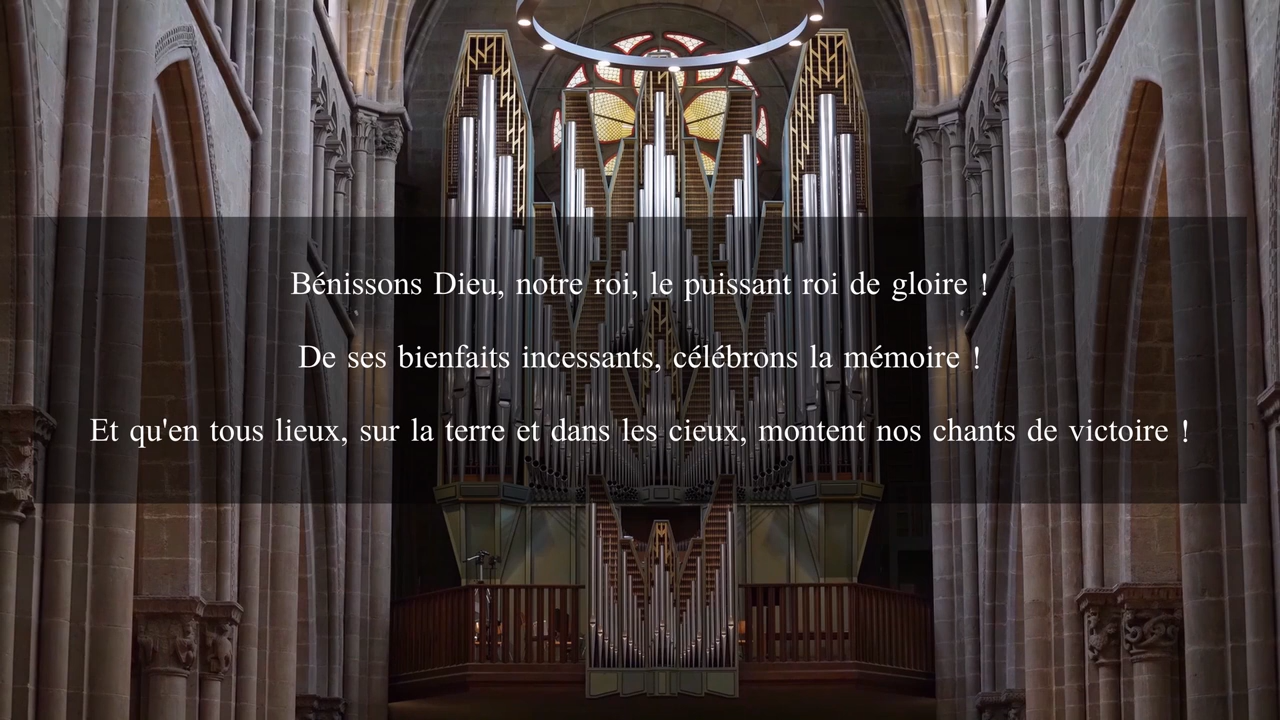 Bénissons Dieu, notre roi, le puissant roi de gloire !
De ses bienfaits incessants, célébrons la mémoire !
Et qu'en tous lieux, sur la terre et dans les cieux, montent nos chants de victoire !